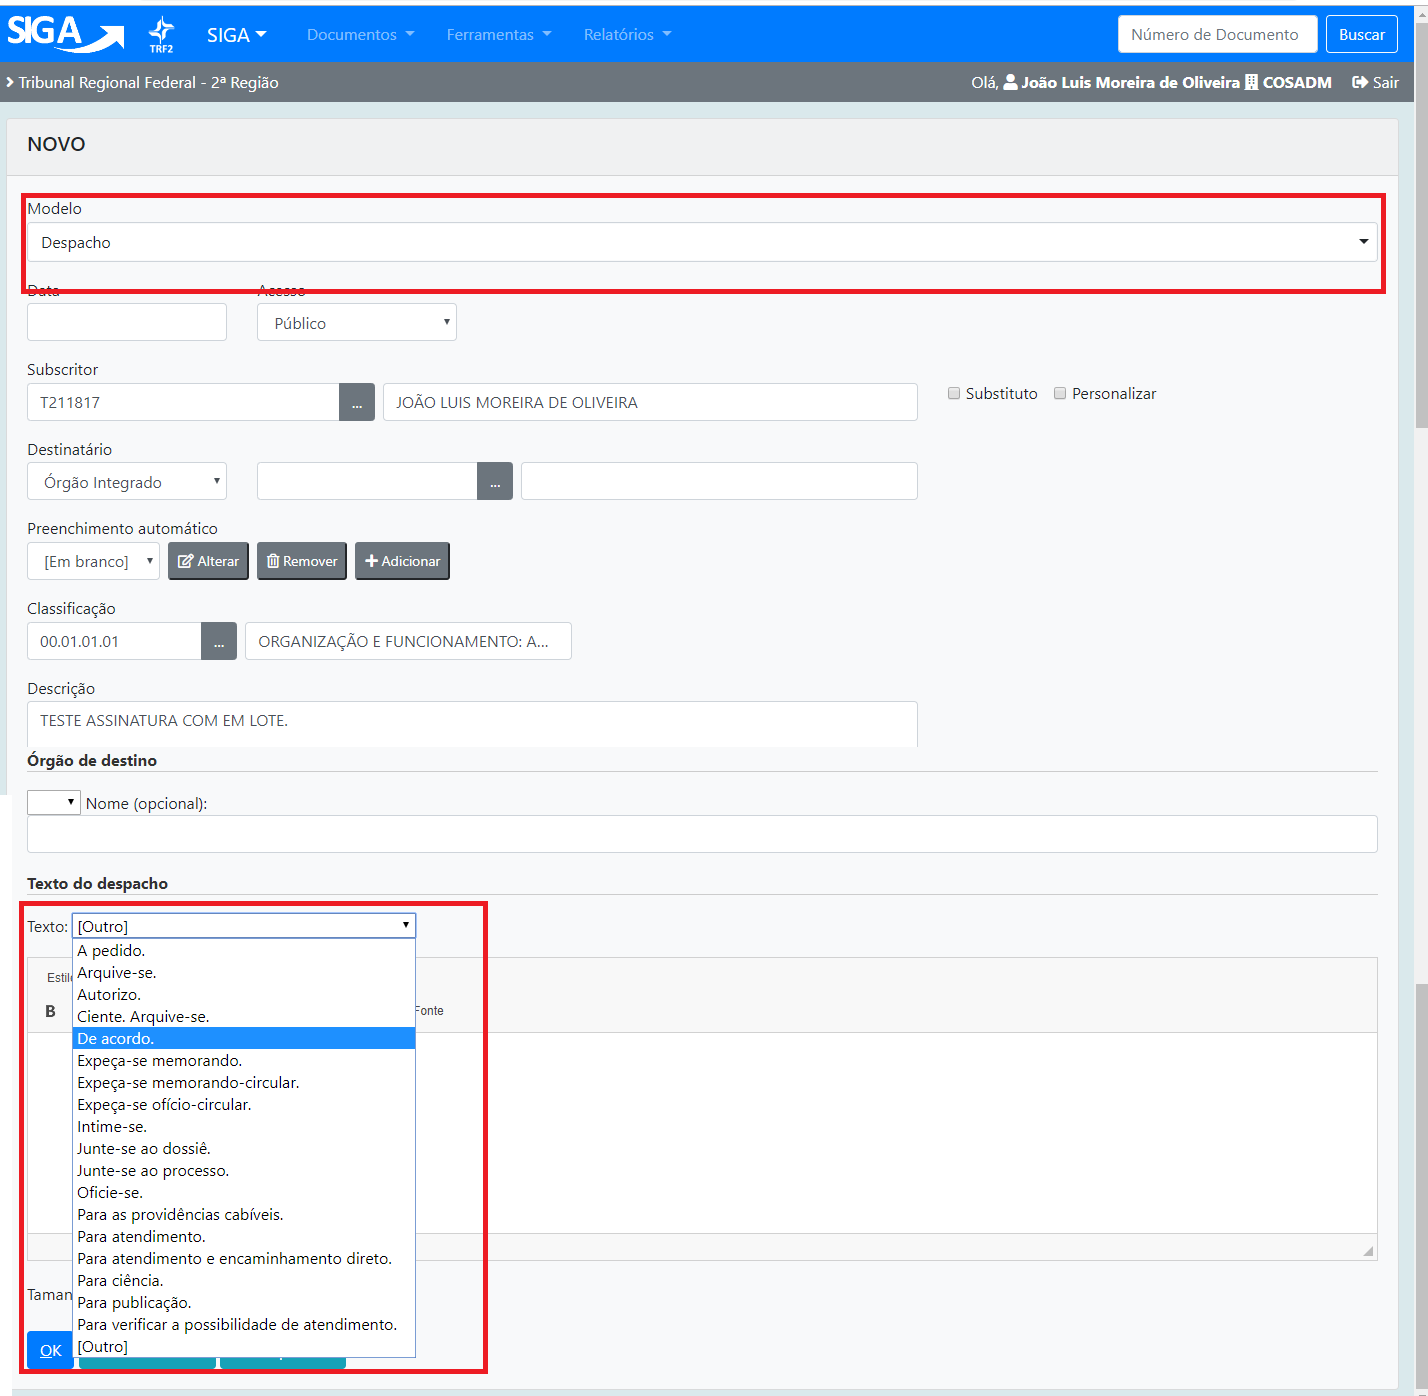 SIGA TRF2 SIGA Documentos Ferramentas Relatórios Número de Documento Buscar
Tribunal Regional Federal - 2ª Região Olá, João Luis Moreira de Oliveira COSADM Sair
NOVO
Modelo
Despacho
Data Acesso
Público
Subscritor
T211817 ... JOÃO LUIS MOREIRA DE OLIVEIRA Substituto Personalizar
Destinatário
Órgão Integrado ...
Preenchimento automático
[Em branco] Alterar Remover Adicionar
Classificação
00.01.01.01 ... ORGANIZAÇÃO E FUNCIONAMENTO: A...
Descrição
TESTE ASSINATURA COM EM LOTE.
Órgão de destino
Nome (opcional):
Texto do despacho
Texto: [Outro]
A pedido.
Arquive-se.
Estilo
Autorizo.
B Ciente. Arquive-se. Fonte
De acordo.
Expeça-se memorando.
Expeça-se memorando-circular.
Expeça-se ofício-circular.
Intime-se.
Junte-se ao dossiê.
Junte-se ao processo.
Oficie-se.
Para as providências cabíveis.
Para atendimento.
Para atendimento e encaminhamento direto.
Para ciência.
Taman Para publicação.
Para verificar a possibilidade de atendimento.
OK [Outro]